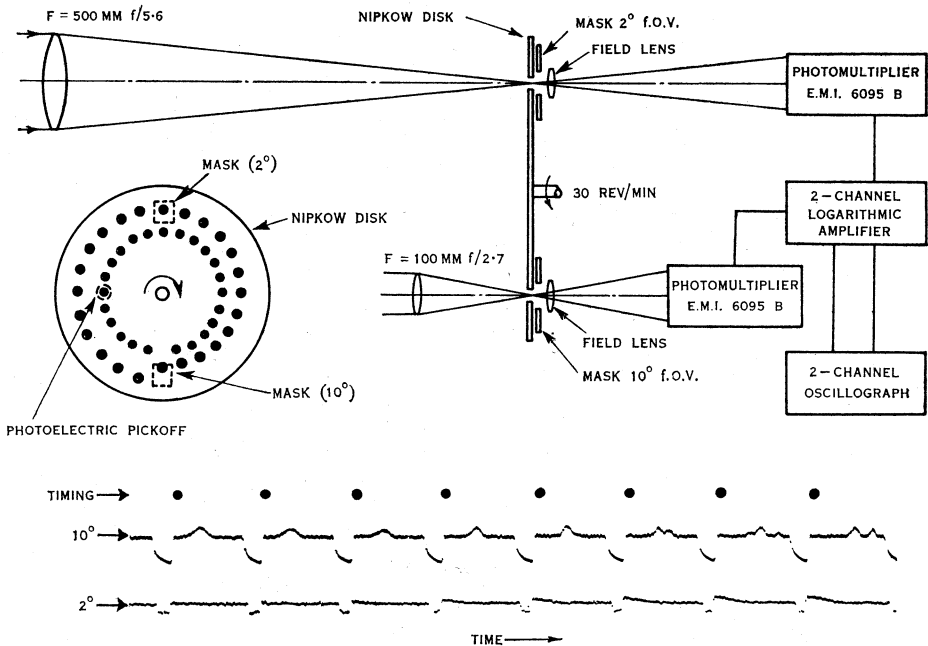 F = 500 MM f/5·6
NIPKOW DISK
MASK 2° f.O.V.
FIELD LENS
PHOTOMULTIPLIER
E.M.I. 6095 B
MASK (2°)
NIPKOW DISK
30 REV/MIN
2-CHANNEL
LOGARITHMIC
AMPLIFIER
F = 100 MM f/2·7
PHOTOMULTIPLIER
E.M.I. 6095 B
FIELD LENS
MASK 10° f.O.V.
MASK (10°)
2-CHANNEL
OSCILLOGRAPH
PHOTOELECTRIC PICKOFF
TIMING
10°
2°
TIME